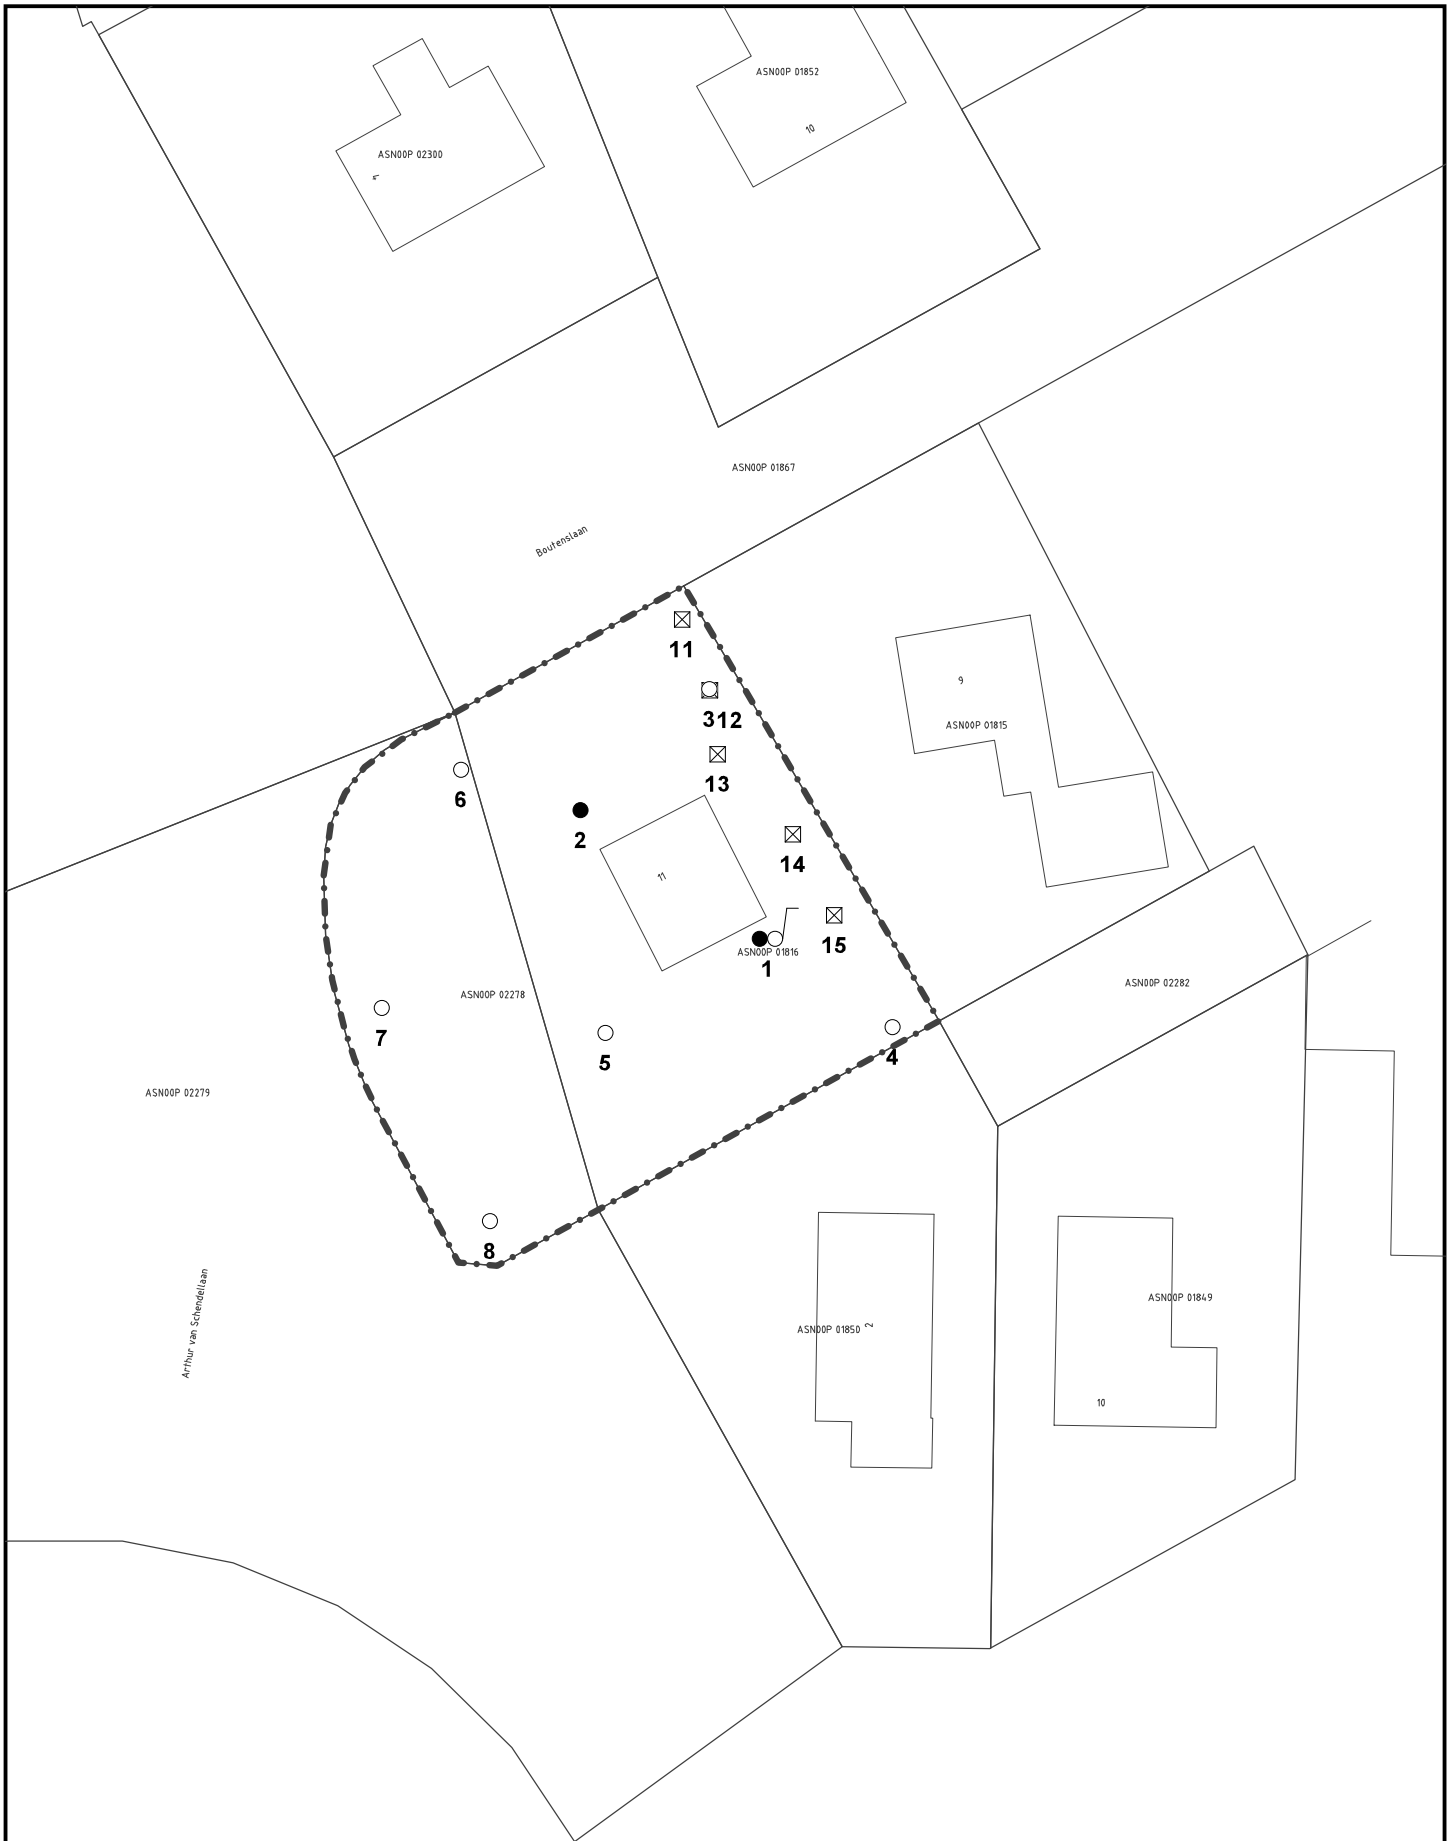 ASN00P 01852
10
ASN00P 02300
ASN00P 01867
Boutenslaan
11
9
312
ASN00P 01815
13
6
2
14
11
15
ASN00P 01816
1
ASN00P 02282
ASN00P 02278
7
5
4
ASN00P 02279
8
ASN00P 01849
Arthur van Schendellaan
ASN00P 01850 2
10